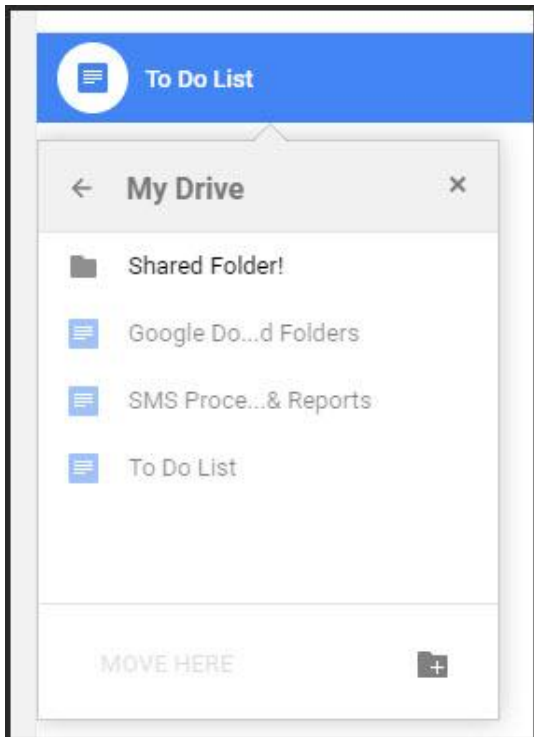 To Do List
My Drive
Shared Folder!
Google Do...d Folders
SMS Proce...& Reports
To Do List
MOVE HERE